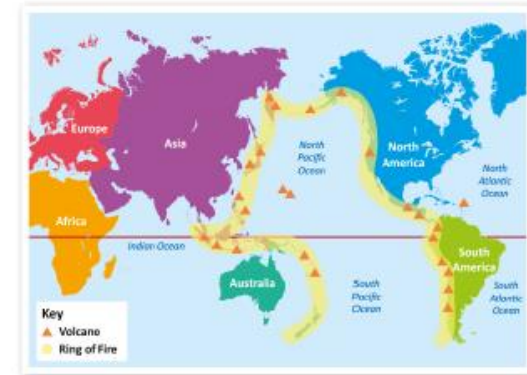 Europe
Asia
North
Pacific
Ocean
North
America
North
Atlantic
Ocean
Africa
Indian Ocean
Australia
South
Pacific
Ocean
South
America
South
Atlantic
Ocean
Key
Volcano
Ring of Fire